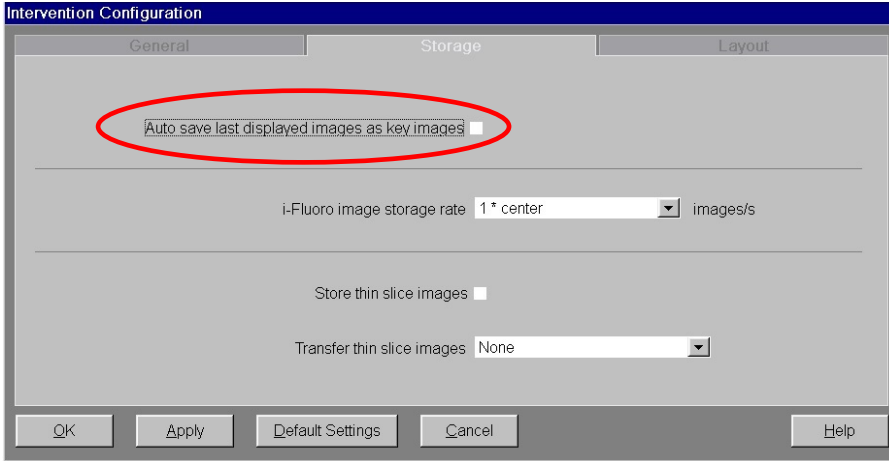 Intervention Configuration
General Storage Layout
Auto save last displayed images as key images
i-Fluoro image storage rate 1 * center images/s
Store thin slice images
Transfer thin slice images None
OK Apply Default Settings Cancel Help